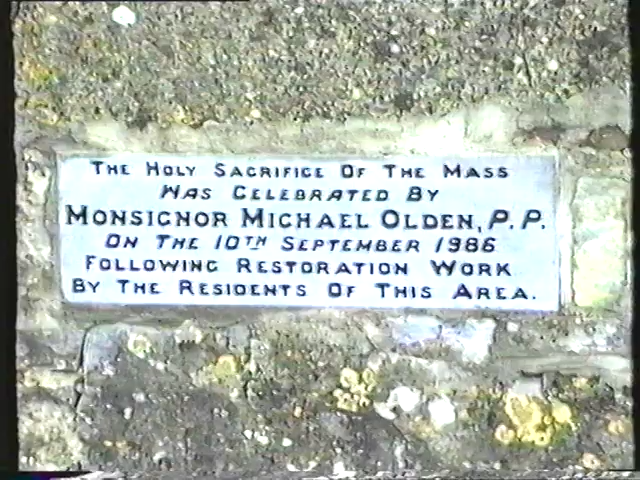 The Holy Sacrifice Of The Mass
Was Celebrated By
Monsignor Michael Olden, P.P.
On The 10th September 1986
Following Restoration Work
By The Residents Of This Area.